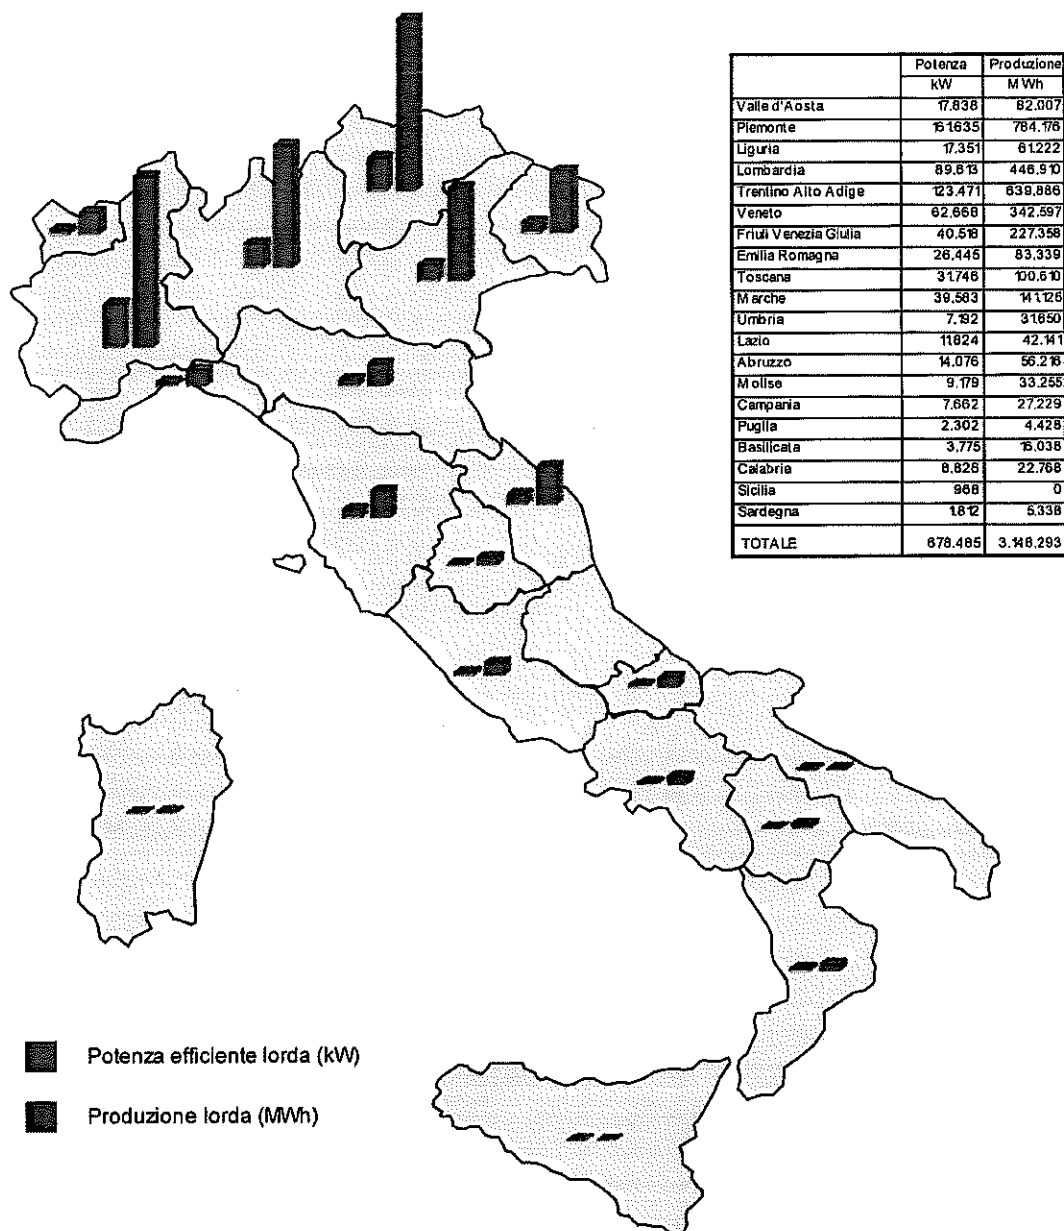 Potenza Produzione
kW MWh
Valle d'Aosta 17.838 82.007
Piemonte 161.635 784.176
Liguria 17.351 61.222
Lombardia 89.613 446.910
Trentino Alto Adige 123.471 639.886
Veneto 62.668 342.597
Friuli Venezia Giulia 40.518 227.358
Emilia Romagna 26.445 83.339
Toscana 31.746 100.610
Marche 39.583 141.126
Umbria 7.192 31.650
Lazio 11.824 42.141
Abruzzo 14.076 56.216
Molise 9.179 33.255
Campania 7.662 27.229
Puglia 2.302 4.428
Basilicata 3.775 16.038
Calabria 8.828 22.768
Sicilia 968 0
Sardegna 1.812 5.338
TOTALE 678.485 3.148.293
Potenza efficiente lorda (kW)
Produzione lorda (MWh)